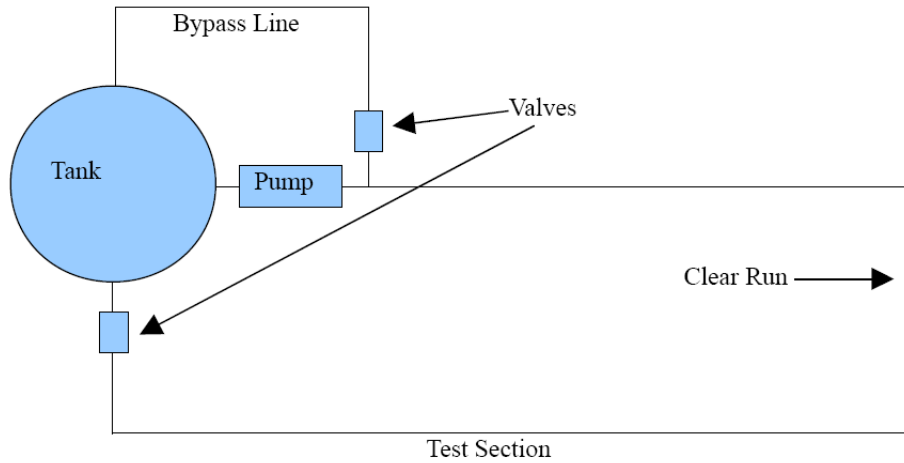 Bypass Line
Valves
Tank
Pump
Clear Run
Test Section